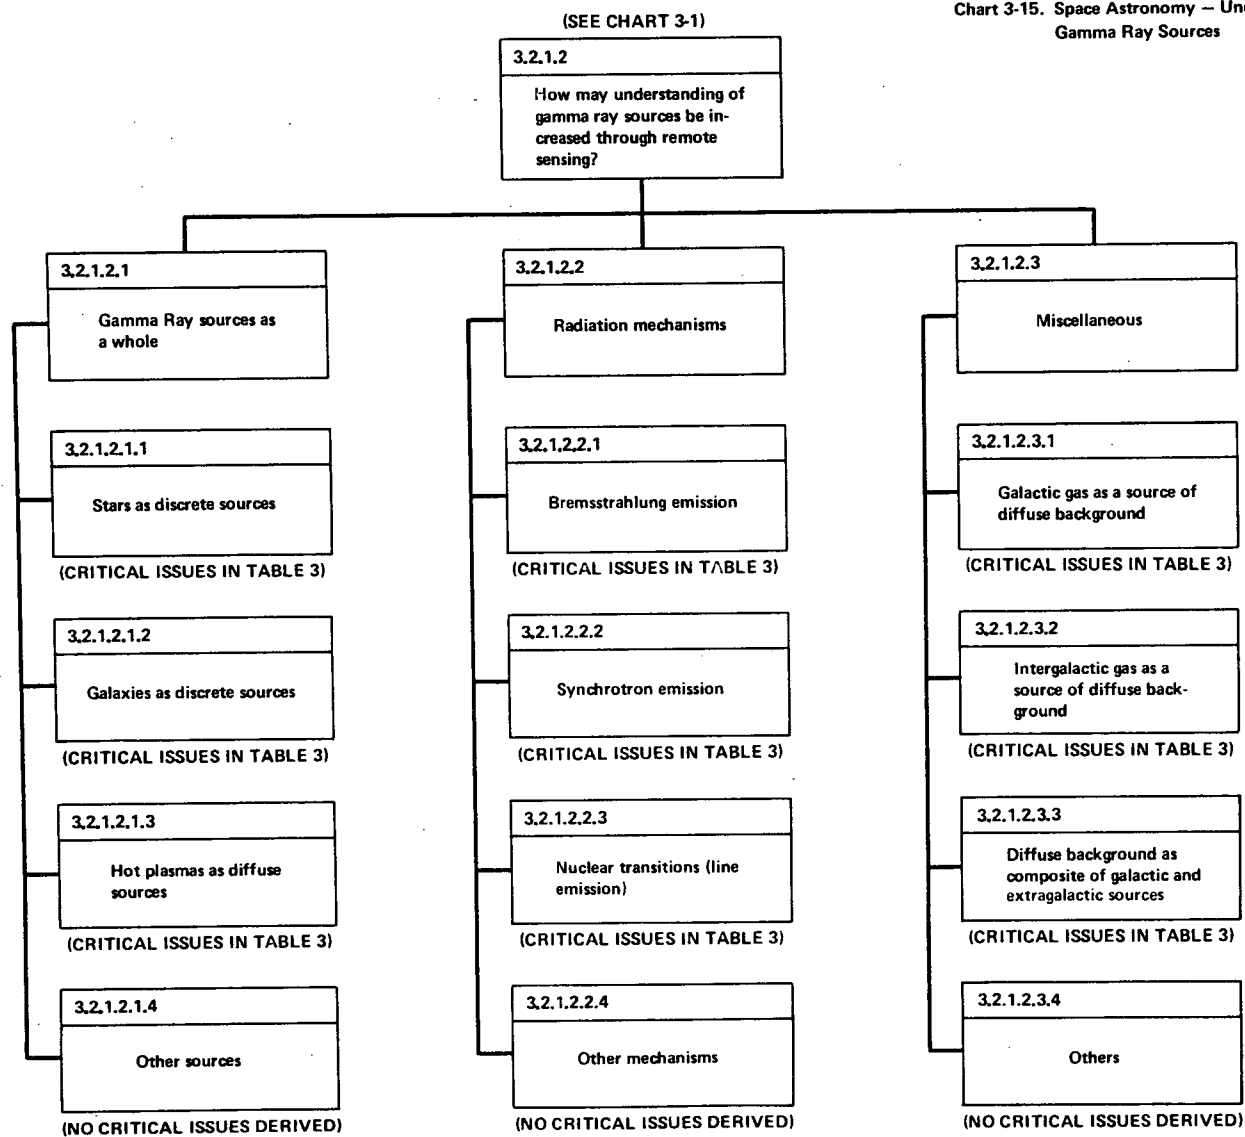 Chart 3-15. Space Astronomy — Un
Gamma Ray Sources
(SEE CHART 3-1)
3.2.1.2
How may understanding of
gamma ray sources be in-
creased through remote
sensing?
3.2.1.2.1
Gamma Ray sources as
a whole
3.2.1.2.1.1
Stars as discrete sources
(CRITICAL ISSUES IN TABLE 3)
3.2.1.2.1.2
Galaxies as discrete sources
(CRITICAL ISSUES IN TABLE 3)
3.2.1.2.1.3
Hot plasmas as diffuse
sources
(CRITICAL ISSUES IN TABLE 3)
3.2.1.2.1.4
Other sources
(NO CRITICAL ISSUES DERIVED)
3.2.1.2.2
Radiation mechanisms
3.2.1.2.2.1
Bremsstrahlung emission
(CRITICAL ISSUES IN TABLE 3)
3.2.1.2.2.2
Synchrotron emission
(CRITICAL ISSUES IN TABLE 3)
3.2.1.2.2.3
Nuclear transitions (line
emission)
(CRITICAL ISSUES IN TABLE 3)
3.2.1.2.2.4
Other mechanisms
(NO CRITICAL ISSUES DERIVED)
3.2.1.2.3
Miscellaneous
3.2.1.2.3.1
Galactic gas as a source of
diffuse background
(CRITICAL ISSUES IN TABLE 3)
3.2.1.2.3.2
Intergalactic gas as a
source of diffuse back-
ground
(CRITICAL ISSUES IN TABLE 3)
3.2.1.2.3.3
Diffuse background as
composite of galactic and
extragalactic sources
(CRITICAL ISSUES IN TABLE 3)
3.2.1.2.3.4
Others
(NO CRITICAL ISSUES DERIVED)